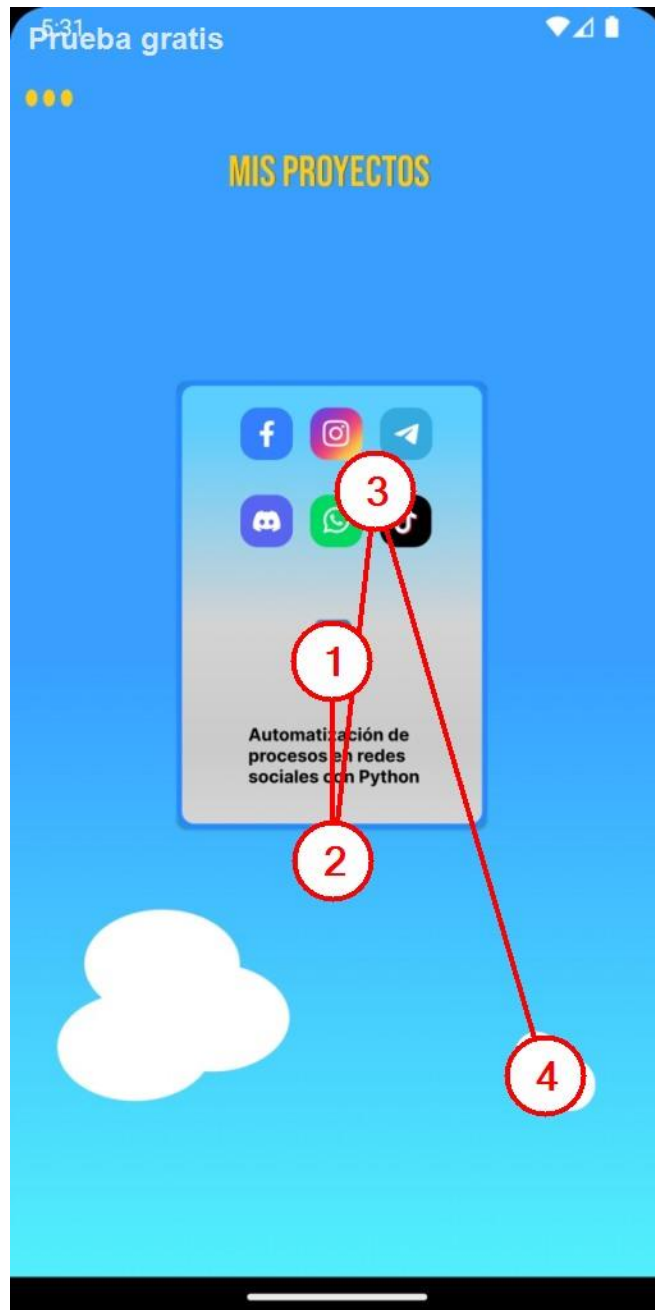 5:31
Prueba gratis
MIS PROYECTOS
3
1
Automatización de
procesos en redes
sociales con Python
2
4